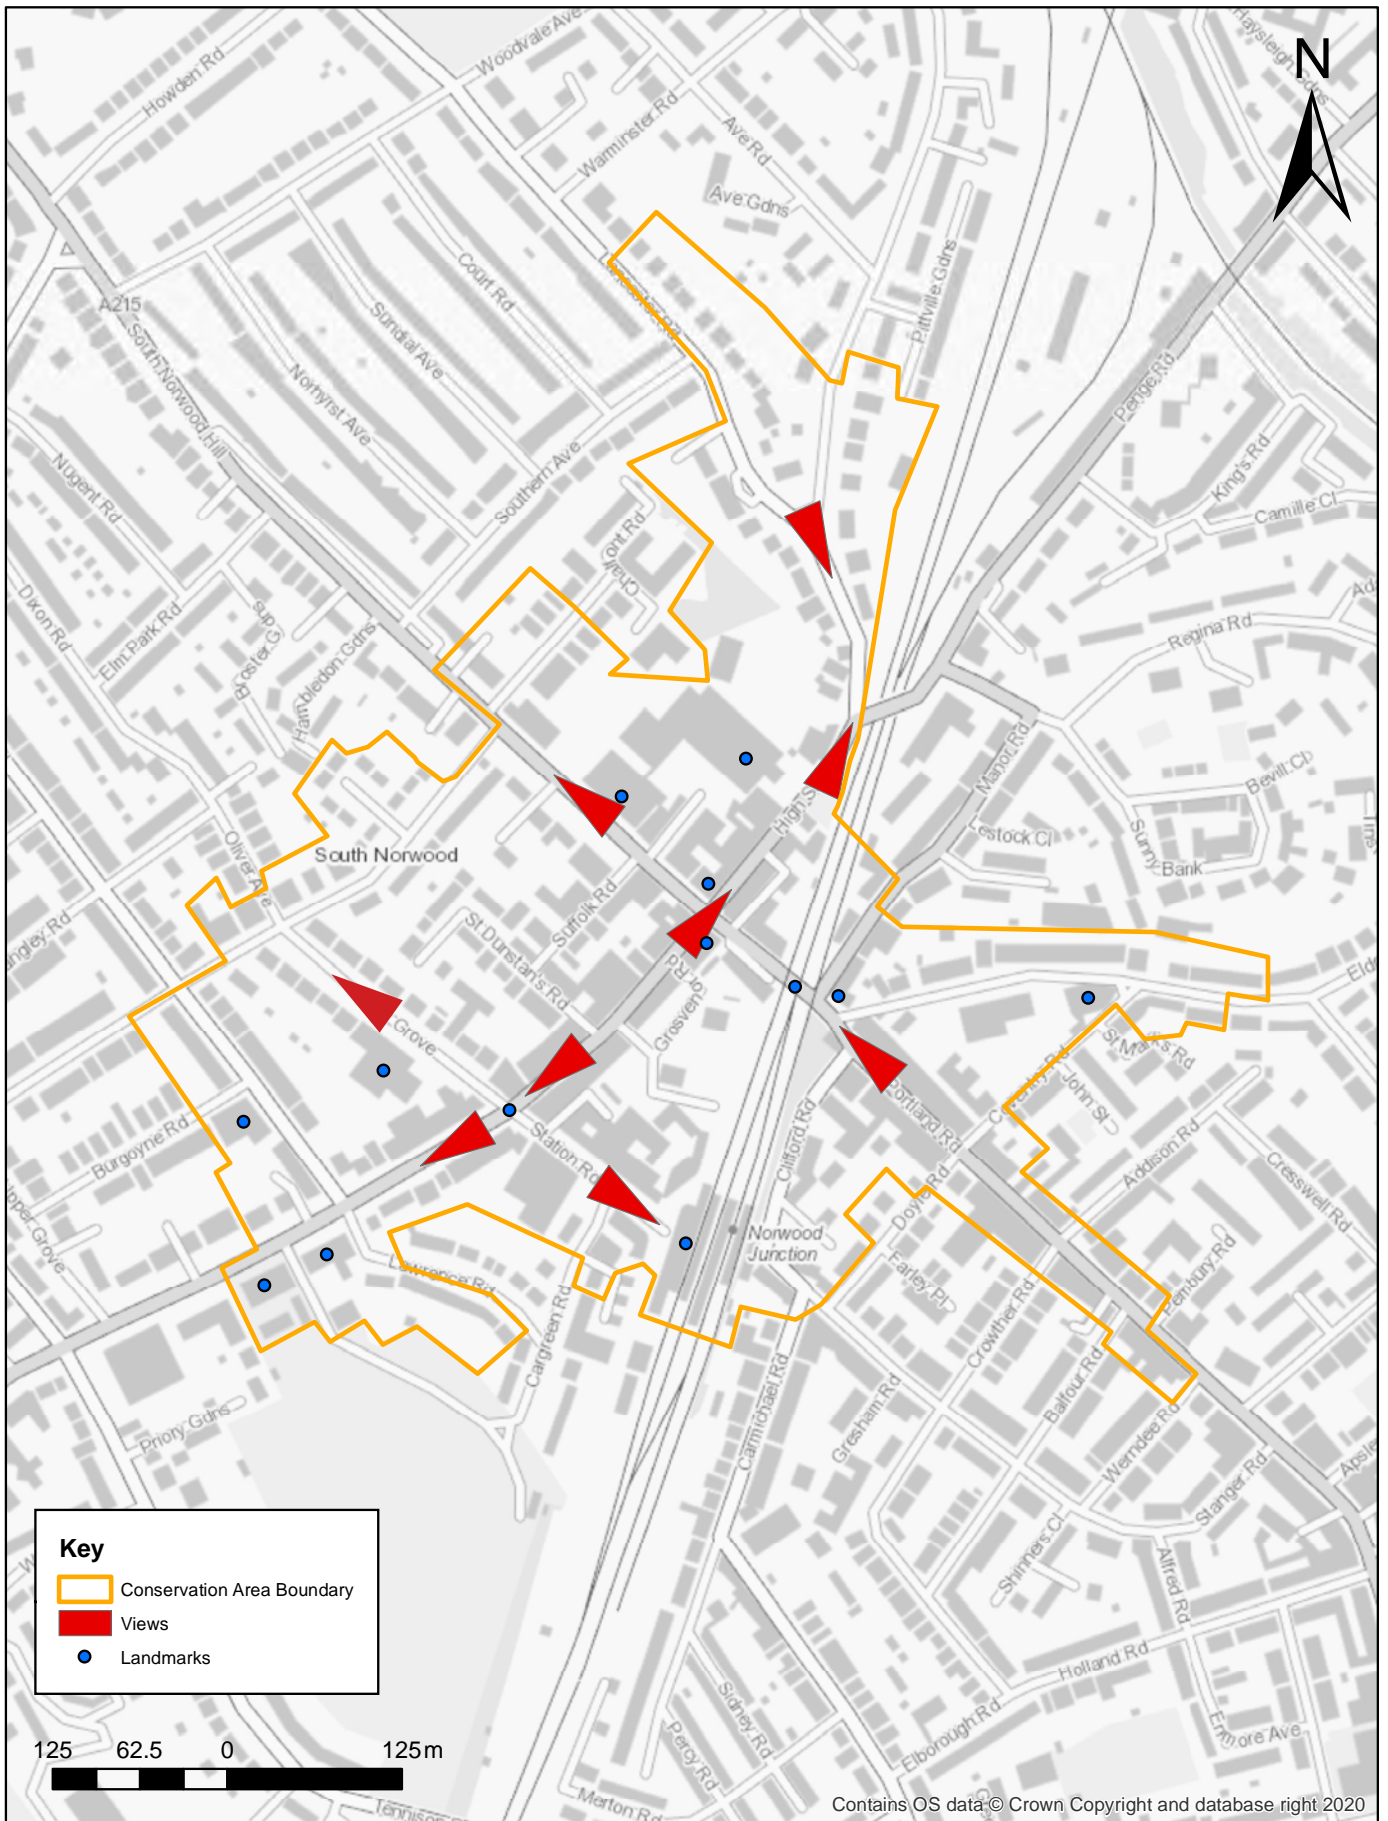 Howden Rd
Woodvale Ave
Haysleigh Gdns
N
Warminster Rd
Ave Rd
Ave Gdns
A215
South Norwood Hill
Court Rd
Sundial Ave
Norhyrst Ave
Pittville Gdns
Penge Rd
Nugent Rd
Southern Ave
King's Rd
Camille Cl
Chalfont Rd
Dixon Rd
Elm Park Rd
Hambledon Gdns
Regina Rd
Manor Rd
Bevill Cl
High S
Lestock Cl
Sunny Bank
Oliver Ave
South Norwood
Suffolk Rd
St Dunstan's Rd
Grosvenor Rd
Grove
St Mark's Rd
Coventry Rd
John St
Portland Rd
Clifford Rd
Burgoyne Rd
Station Rd
Addison Rd
Cresswell Rd
Doyle Rd
Norwood
Junction
Farley Pl
Lawrence Rd
Cargreen Rd
Crowther Rd
Pembury Rd
Balfour Rd
Priory Gdns
Carmichael Rd
Gresham Rd
Werndee Rd
Stanger Rd
Shinners Cl
Alfred Rd
Holland Rd
Elborough Rd
Sidney Rd
Percy Rd
Merton Rd
Key
Conservation Area Boundary
Views
Landmarks
125 62.5 0 125m
Contains OS data © Crown Copyright and database right 2020